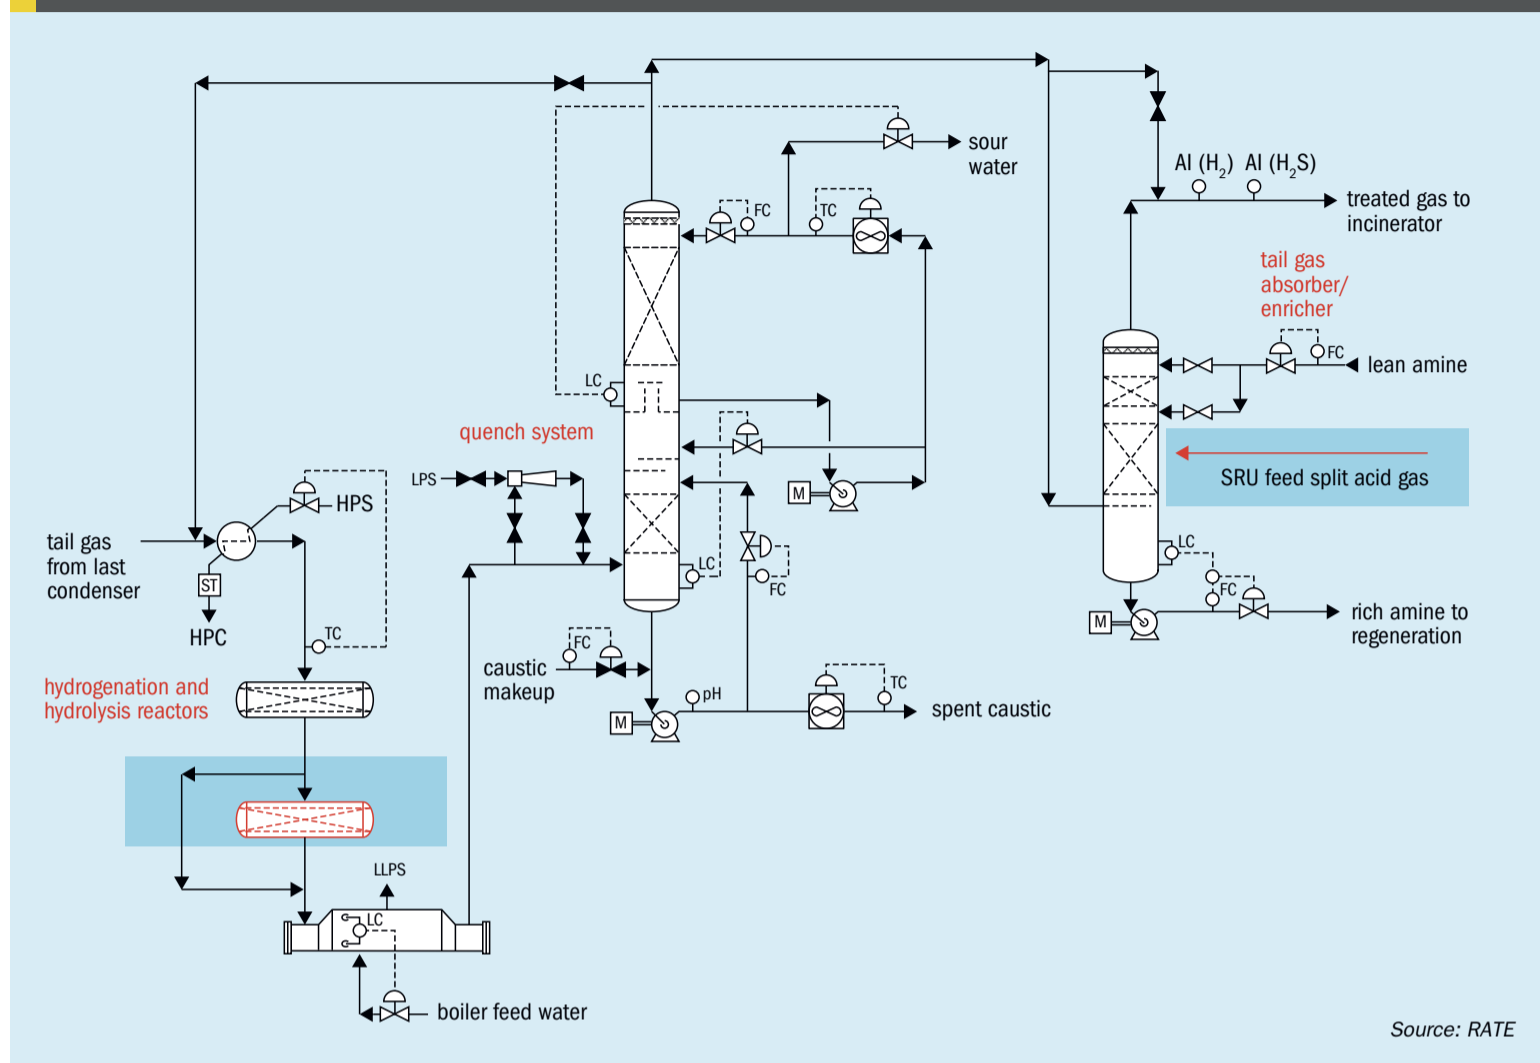 sour
water
AI (H₂) AI (H₂S)
treated gas to
incinerator
FC
TC
tail gas
absorber/
enricher
FC
lean amine
LC
quench system
LPS
SRU feed split acid gas
HPS
M
tail gas
from last
condenser
ST
HPC
TC
LC
FC
LC
FC
M
rich amine to
regeneration
FC
caustic
makeup
hydrogenation and
hydrolysis reactors
pH
TC
M
spent caustic
LLPS
LC
boiler feed water
Source: RATE